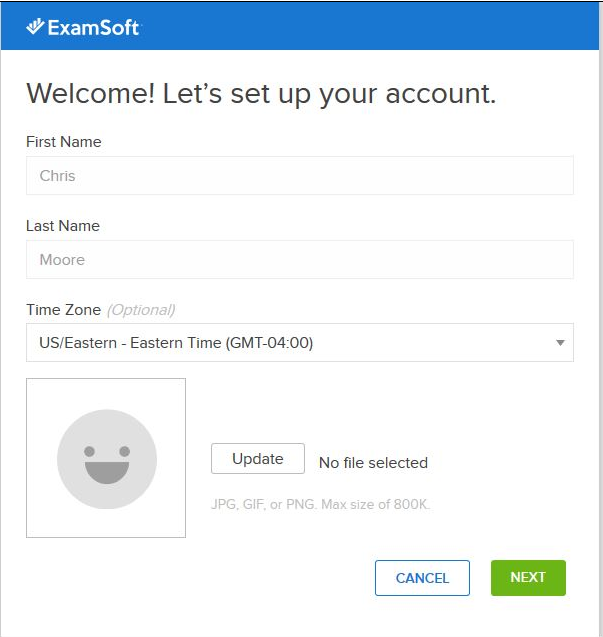 ExamSoft
Welcome! Let's set up your account.
First Name
Chris
Last Name
Moore
Time Zone (Optional)
US/Eastern - Eastern Time (GMT-04:00)
Update No file selected
JPG, GIF, or PNG. Max size of 800K.
CANCEL NEXT